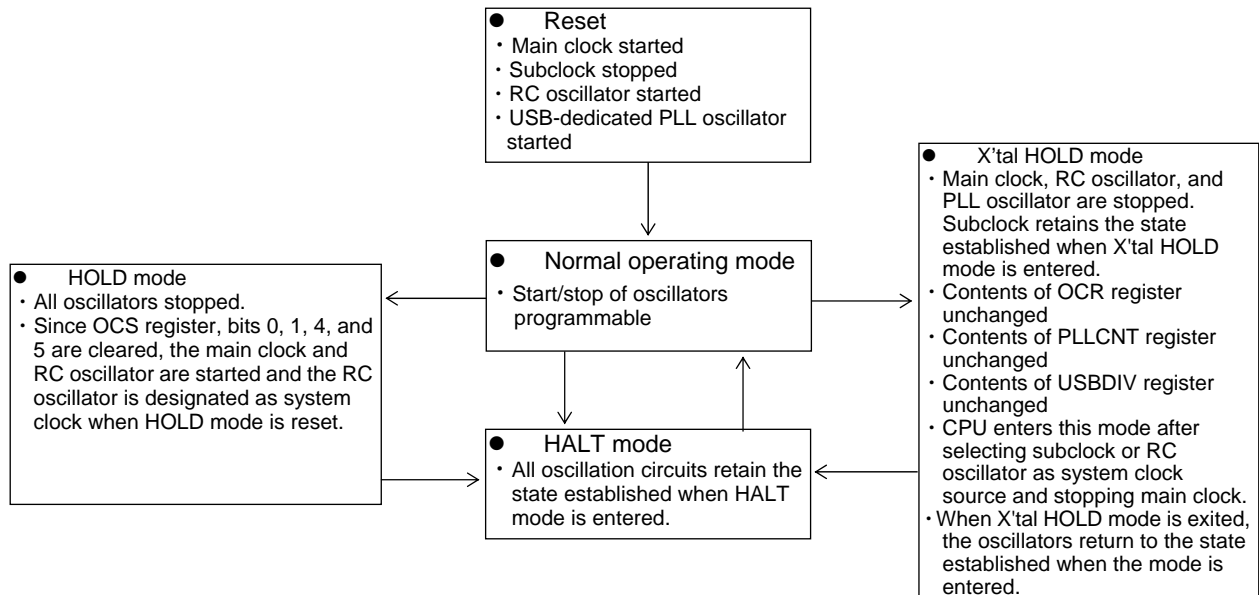 ● Reset
・Main clock started
・Subclock stopped
・RC oscillator started
・USB-dedicated PLL oscillator
started
● HOLD mode
・All oscillators stopped.
・Since OCS register, bits 0, 1, 4, and
5 are cleared, the main clock and
RC oscillator are started and the RC
oscillator is designated as system
clock when HOLD mode is reset.
● Normal operating mode
・Start/stop of oscillators
programmable
● HALT mode
・All oscillation circuits retain the
state established when HALT
mode is entered.
● X'tal HOLD mode
・Main clock, RC oscillator, and
PLL oscillator are stopped.
Subclock retains the state
established when X'tal HOLD
mode is entered.
・Contents of OCR register
unchanged
・Contents of PLLCNT register
unchanged
・Contents of USBDIV register
unchanged
・CPU enters this mode after
selecting subclock or RC
oscillator as system clock
source and stopping main clock.
・When X'tal HOLD mode is exited,
the oscillators return to the state
established when the mode is
entered.